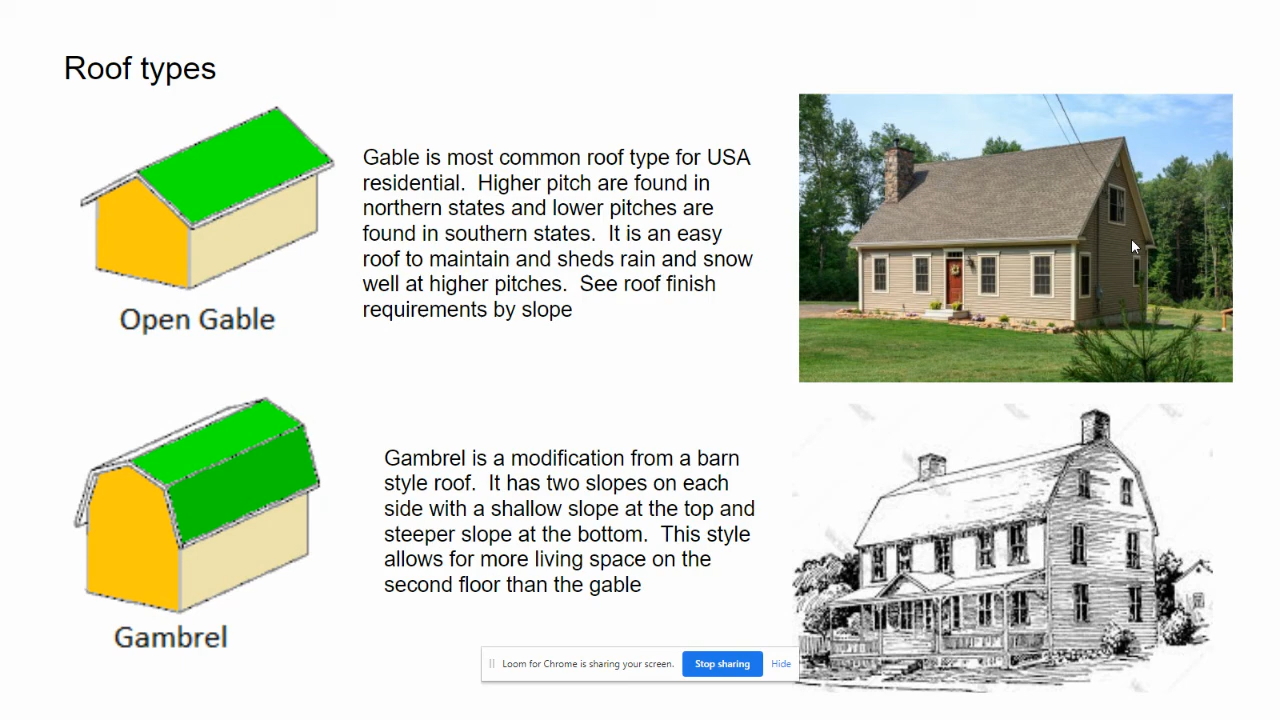 Roof types
Gable is most common roof type for USA
residential.  Higher pitch are found in
northern states and lower pitches are
found in southern states.  It is an easy
roof to maintain and sheds rain and snow
well at higher pitches.  See roof finish
requirements by slope
Open Gable
Gambrel is a modification from a barn
style roof.  It has two slopes on each
side with a shallow slope at the top and
steeper slope at the bottom.  This style
allows for more living space on the
second floor than the gable
Gambrel
Loom for Chrome is sharing your screen.
Stop sharing
Hide